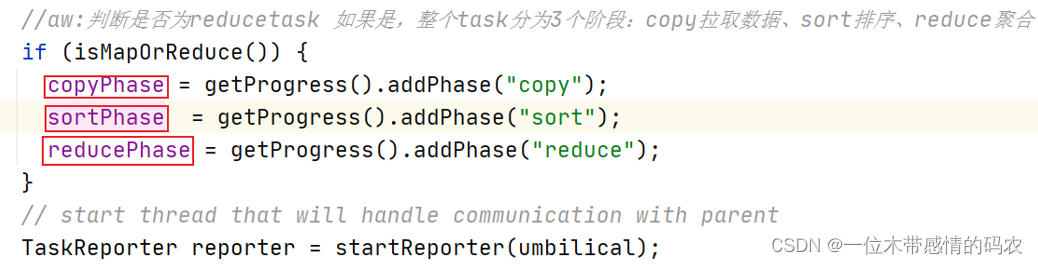 //aw:判断是否为reducetask 如果是，整个task分为3个阶段：copy拉取数据、sort排序、reduce聚合
if (isMapOrReduce()) {
copyPhase = getProgress().addPhase("copy");
sortPhase  = getProgress().addPhase("sort");
reducePhase = getProgress().addPhase("reduce");
}
// start thread that will handle communication with parent
TaskReporter reporter = startReporter(umbilical);
CSDN @一位木带感情的码农